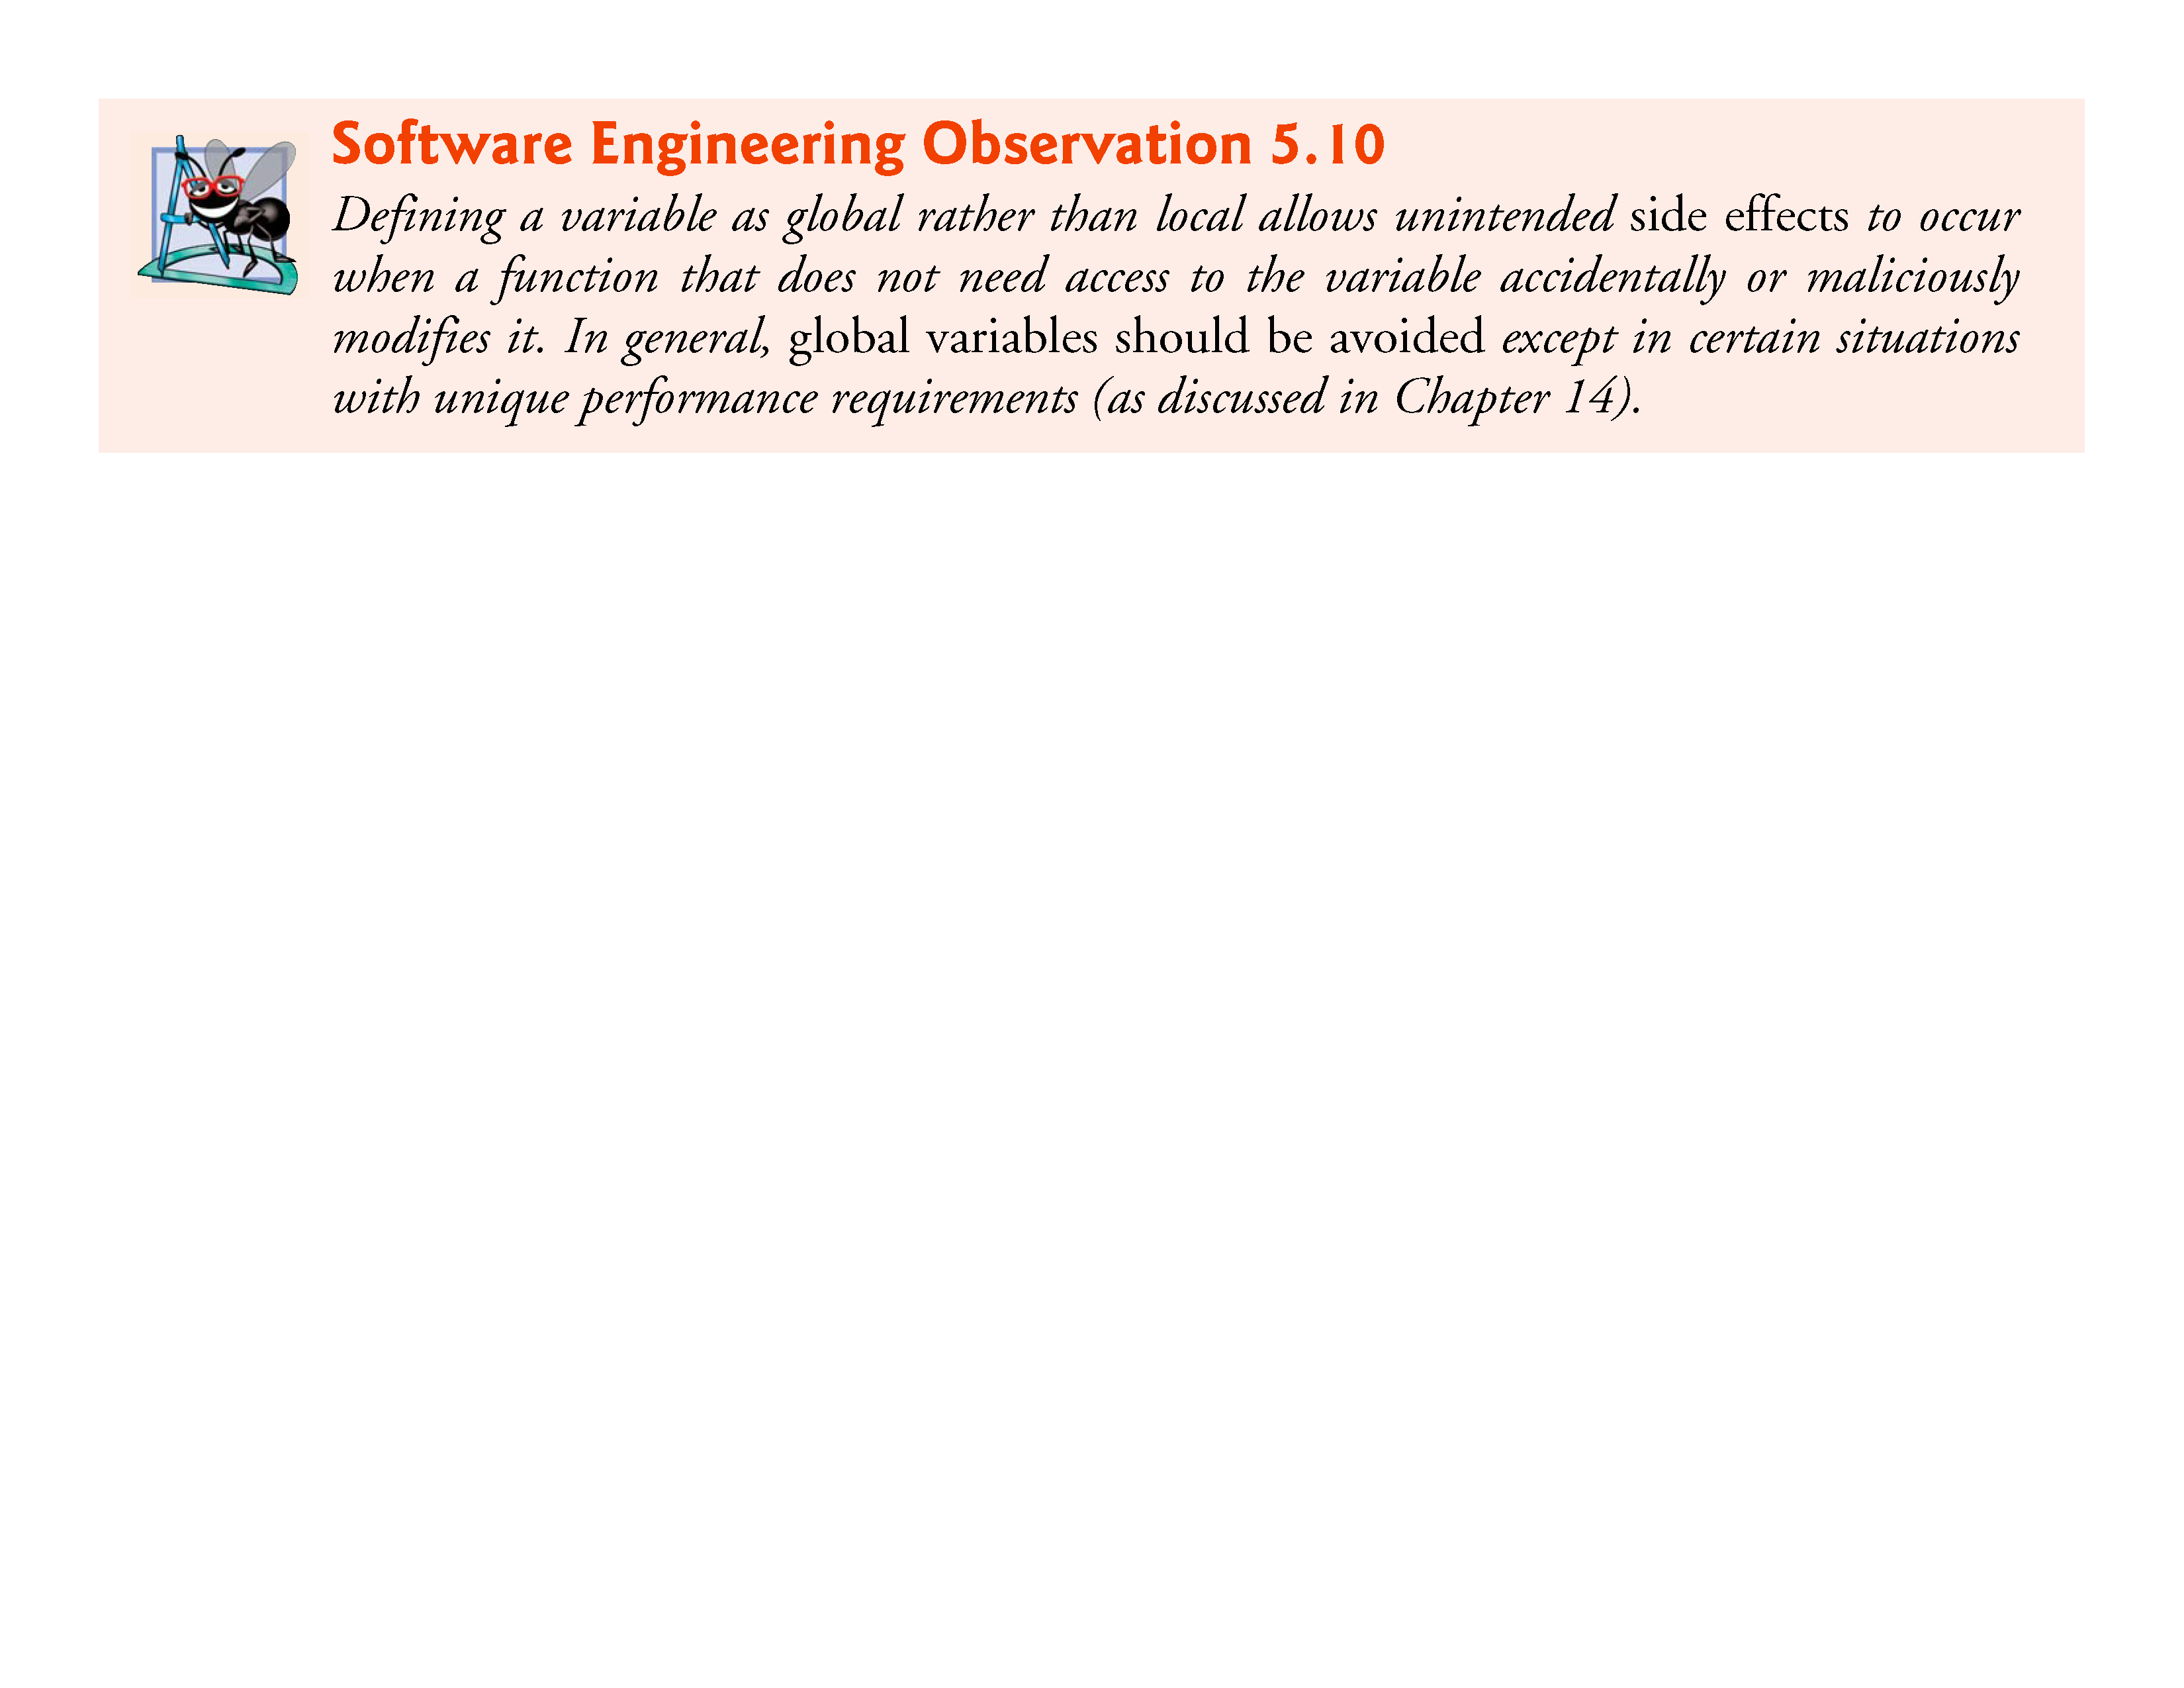 Software Engineering Observation 5.10
Defining a variable as global rather than local allows unintended side effects to occur
when a function that does not need access to the variable accidentally or maliciously
modifies it. In general, global variables should be avoided except in certain situations
with unique performance requirements (as discussed in Chapter 14).